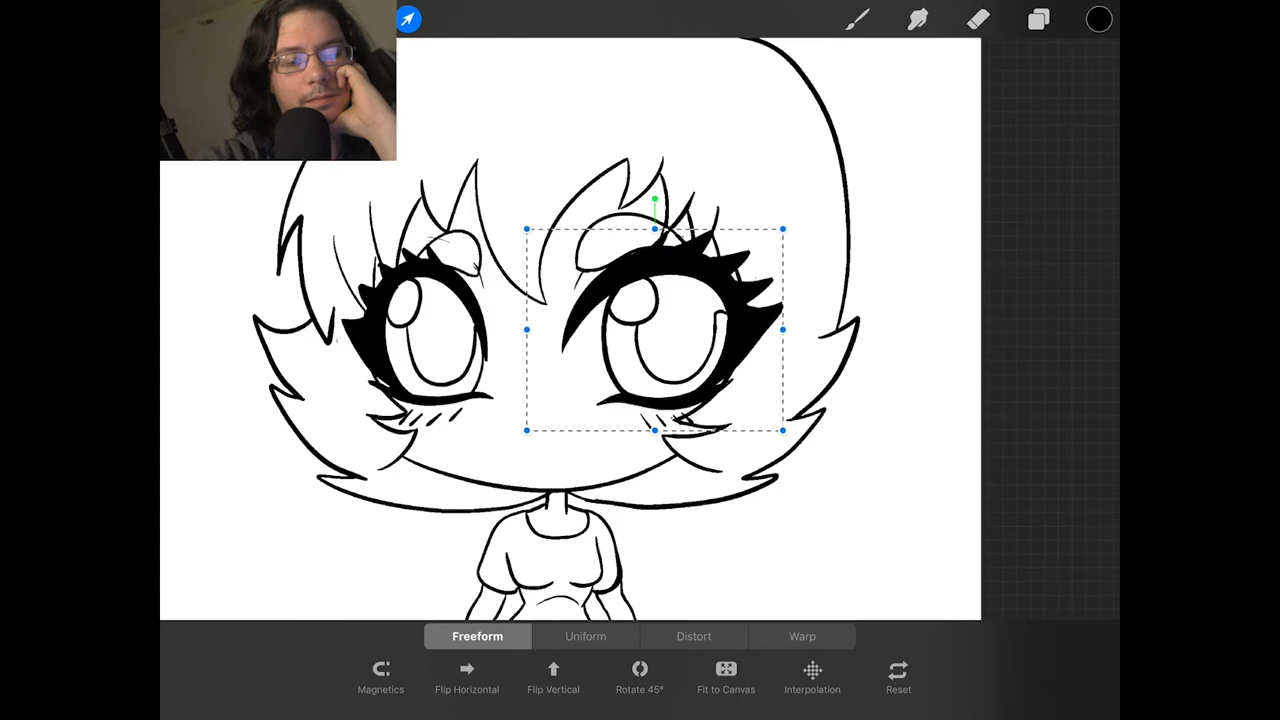 Freeform Uniform Distort Warp
Magnetics Flip Horizontal Flip Vertical Rotate 45° Fit to Canvas Interpolation Reset